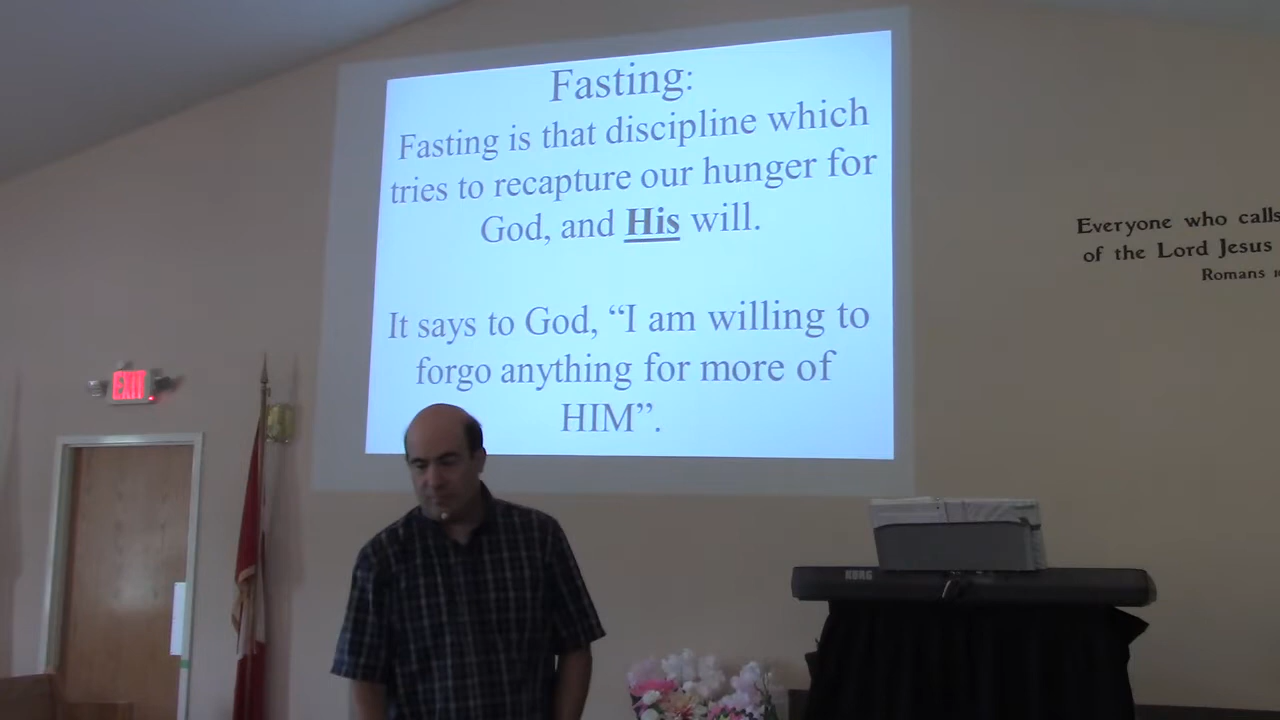 Fasting:
Fasting is that discipline which
tries to recapture our hunger for
God, and His will.
It says to God, “I am willing to
forgo anything for more of
HIM”.
Everyone who calls
of the Lord Jesus
Romans
EXIT
KORG